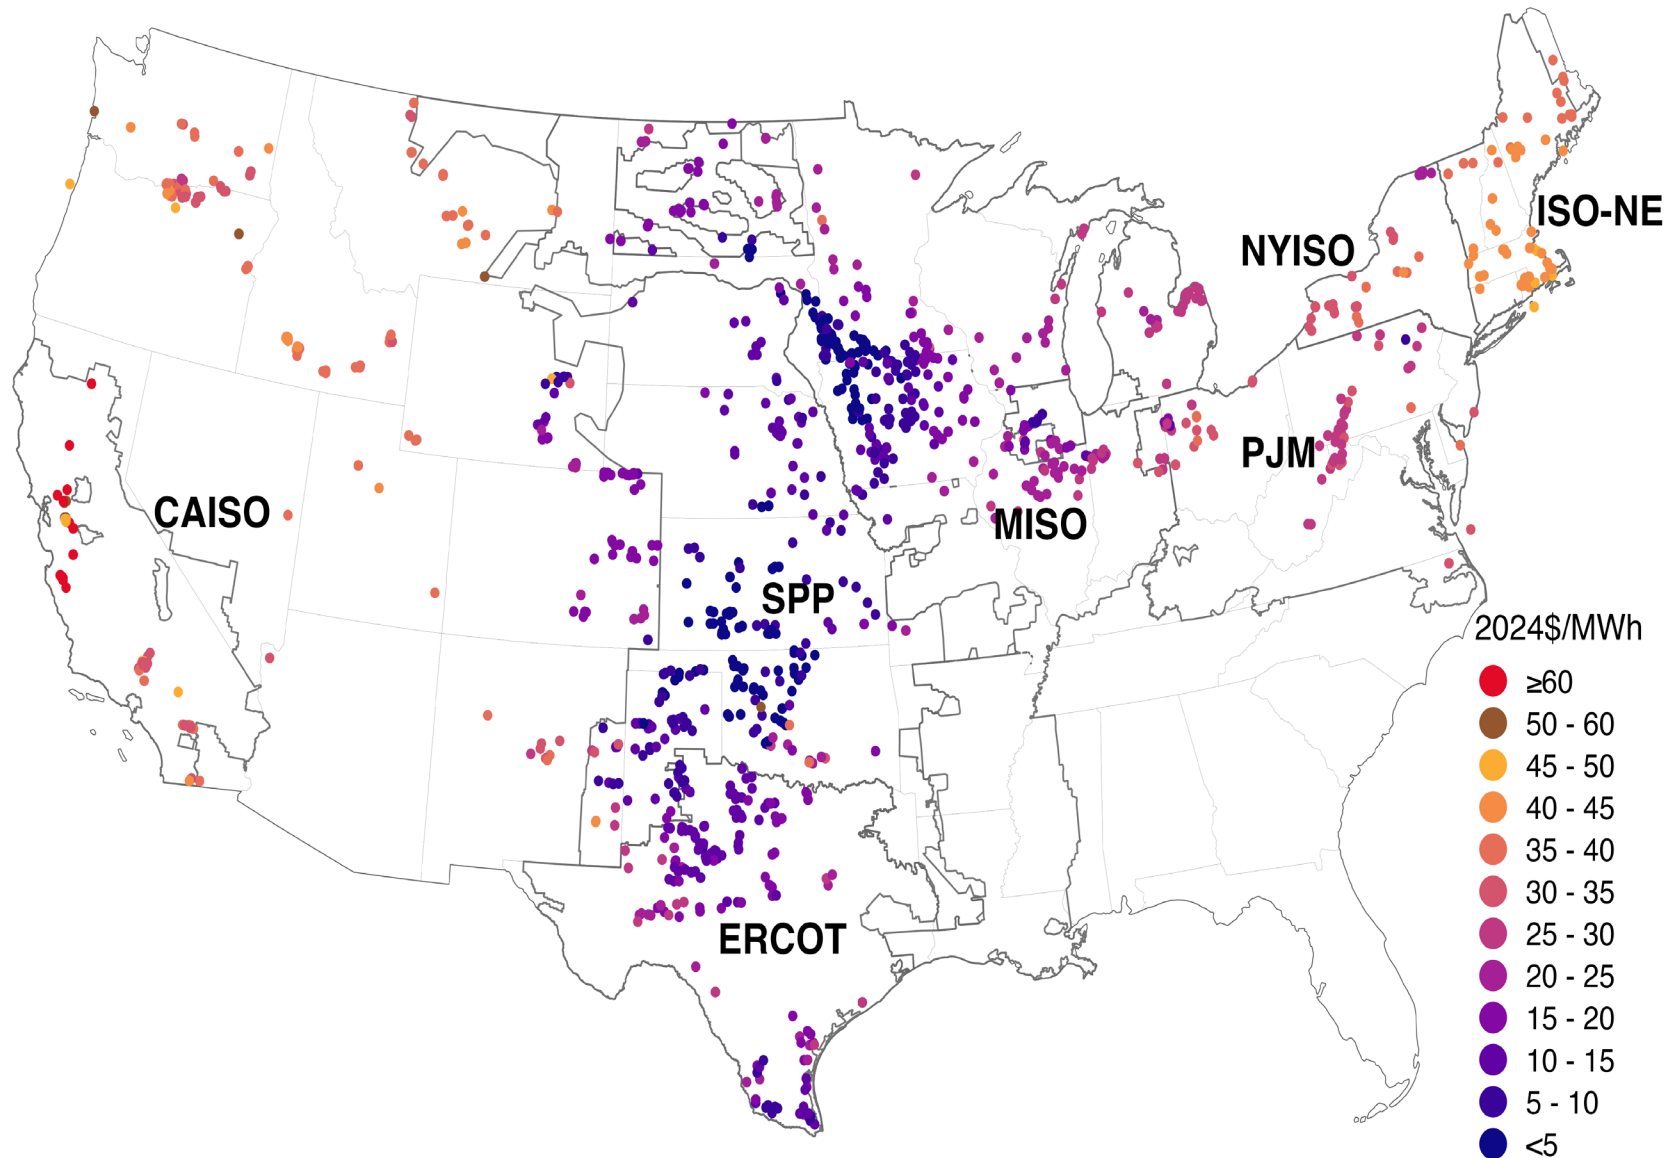 ISO-NE
NYISO
PJM
CAISO
MISO
SPP
ERCOT
2024$/MWh
≥60
50 - 60
45 - 50
40 - 45
35 - 40
30 - 35
25 - 30
20 - 25
15 - 20
10 - 15
5 - 10
<5